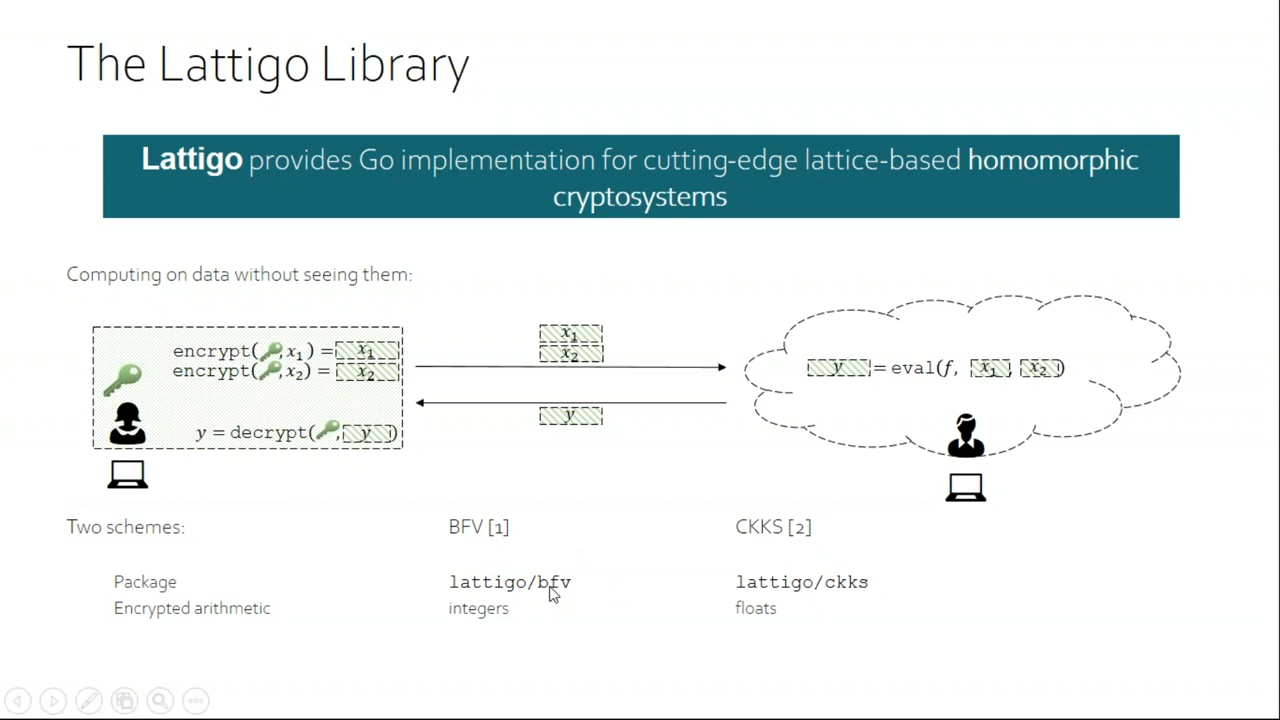 The Lattigo Library
Lattigo provides Go implementation for cutting-edge lattice-based homomorphic
cryptosystems
Computing on data without seeing them:
encrypt( ,x₁) = x₁
encrypt( ,x₂) = x₂
y = decrypt( , y )
x₁
x₂
y
y = eval(f, x₁, x₂)
Two schemes: BFV [1] CKKS [2]
Package lattigo/bfv lattigo/ckks
Encrypted arithmetic integers floats